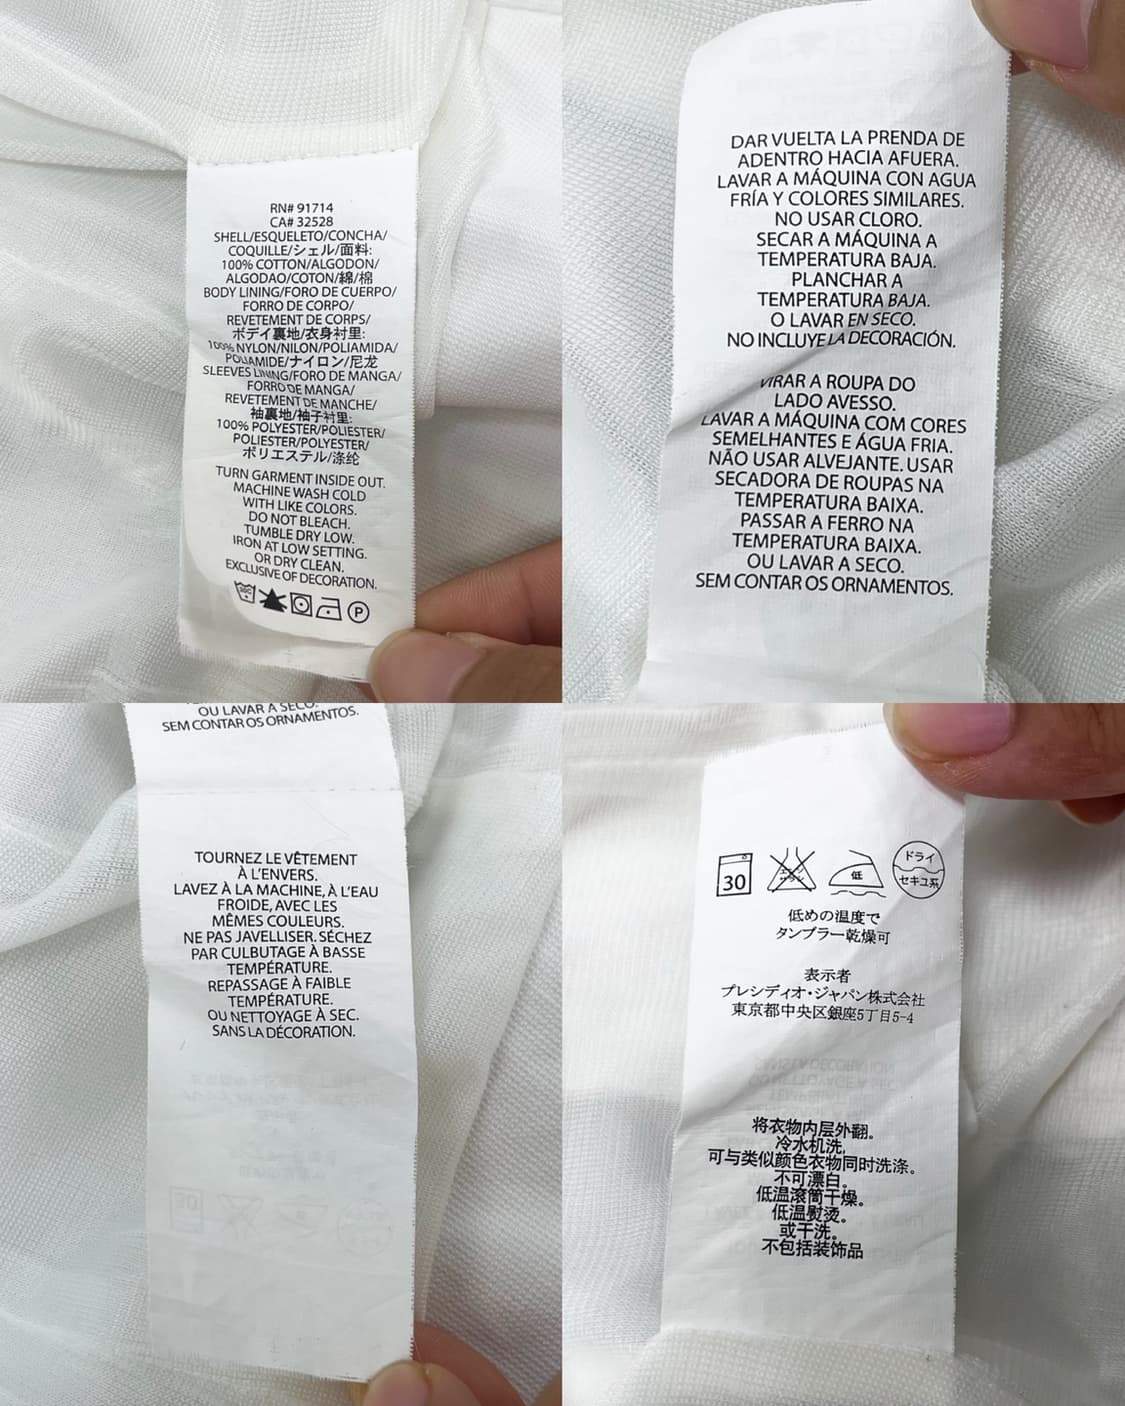 RN# 91714
CA# 32528
SHELL/ESQUELETO/CONCHA/
COQUILLE/シェル/面料:
100% COTTON/ALGODON/
ALGODAO/COTON/綿/棉
BODY LINING/FORO DE CUERPO/
FORRO DE CORPO/
REVETEMENT DE CORPS/
ボデイ裏地/衣身衬里:
100% NYLON/NILON/POLIAMIDA/
POLIAMIDE/ナイロン/尼龙
SLEEVES LINING/FORO DE MANGA/
FORRO DE MANGA/
REVETEMENT DE MANCHE/
袖裏地/袖子衬里:
100% POLYESTER/POLIESTER/
POLIESTER/POLYESTER/
ポリエステル/涤纶
TURN GARMENT INSIDE OUT.
MACHINE WASH COLD
WITH LIKE COLORS.
DO NOT BLEACH.
TUMBLE DRY LOW.
IRON AT LOW SETTING.
OR DRY CLEAN.
EXCLUSIVE OF DECORATION.
30C
P
DAR VUELTA LA PRENDA DE
ADENTRO HACIA AFUERA.
LAVAR A MÁQUINA CON AGUA
FRÍA Y COLORES SIMILARES.
NO USAR CLORO.
SECAR A MÁQUINA A
TEMPERATURA BAJA.
PLANCHAR A
TEMPERATURA BAJA.
O LAVAR EN SECO.
NO INCLUYE LA DECORACIÓN.
VIRAR A ROUPA DO
LADO AVESSO.
LAVAR A MÁQUINA COM CORES
SEMELHANTES E ÁGUA FRIA.
NÃO USAR ALVEJANTE. USAR
SECADORA DE ROUPAS NA
TEMPERATURA BAIXA.
PASSAR A FERRO NA
TEMPERATURA BAIXA.
OU LAVAR A SECO.
SEM CONTAR OS ORNAMENTOS.
OU LAVAR A SECO.
SEM CONTAR OS ORNAMENTOS.
TOURNEZ LE VÊTEMENT
À L'ENVERS.
LAVEZ À LA MACHINE, À L'EAU
FROIDE, AVEC LES
MÊMES COULEURS.
NE PAS JAVELLISER. SÉCHEZ
PAR CULBUTAGE À BASSE
TEMPÉRATURE.
REPASSAGE À FAIBLE
TEMPÉRATURE.
OU NETTOYAGE À SEC.
SANS LA DÉCORATION.
30
エンソ
サラシ
低
ドライ
セキユ系
低めの温度で
タンブラー乾燥可
表示者
プレシディオ・ジャパン株式会社
東京都中央区銀座5丁目5-4
将衣物内层外翻。
冷水机洗,
可与类似颜色衣物同时洗涤。
不可漂白。
低温滚筒干燥。
低温熨烫。
或干洗。
不包括装饰品